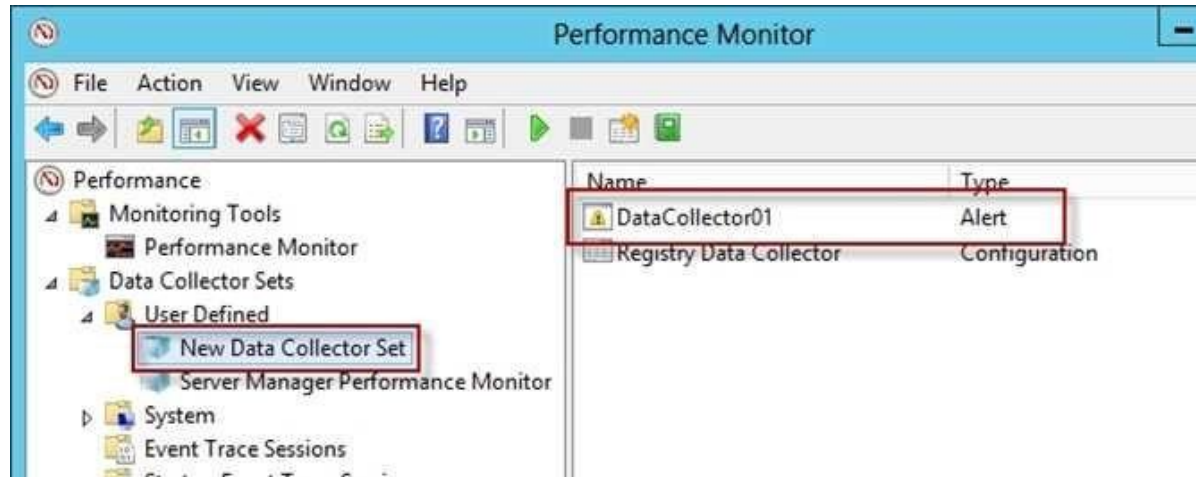 Performance Monitor
File Action View Window Help
Performance
Monitoring Tools
Performance Monitor
Data Collector Sets
User Defined
New Data Collector Set
Server Manager Performance Monitor
System
Event Trace Sessions
Name Type
DataCollector01 Alert
Registry Data Collector Configuration